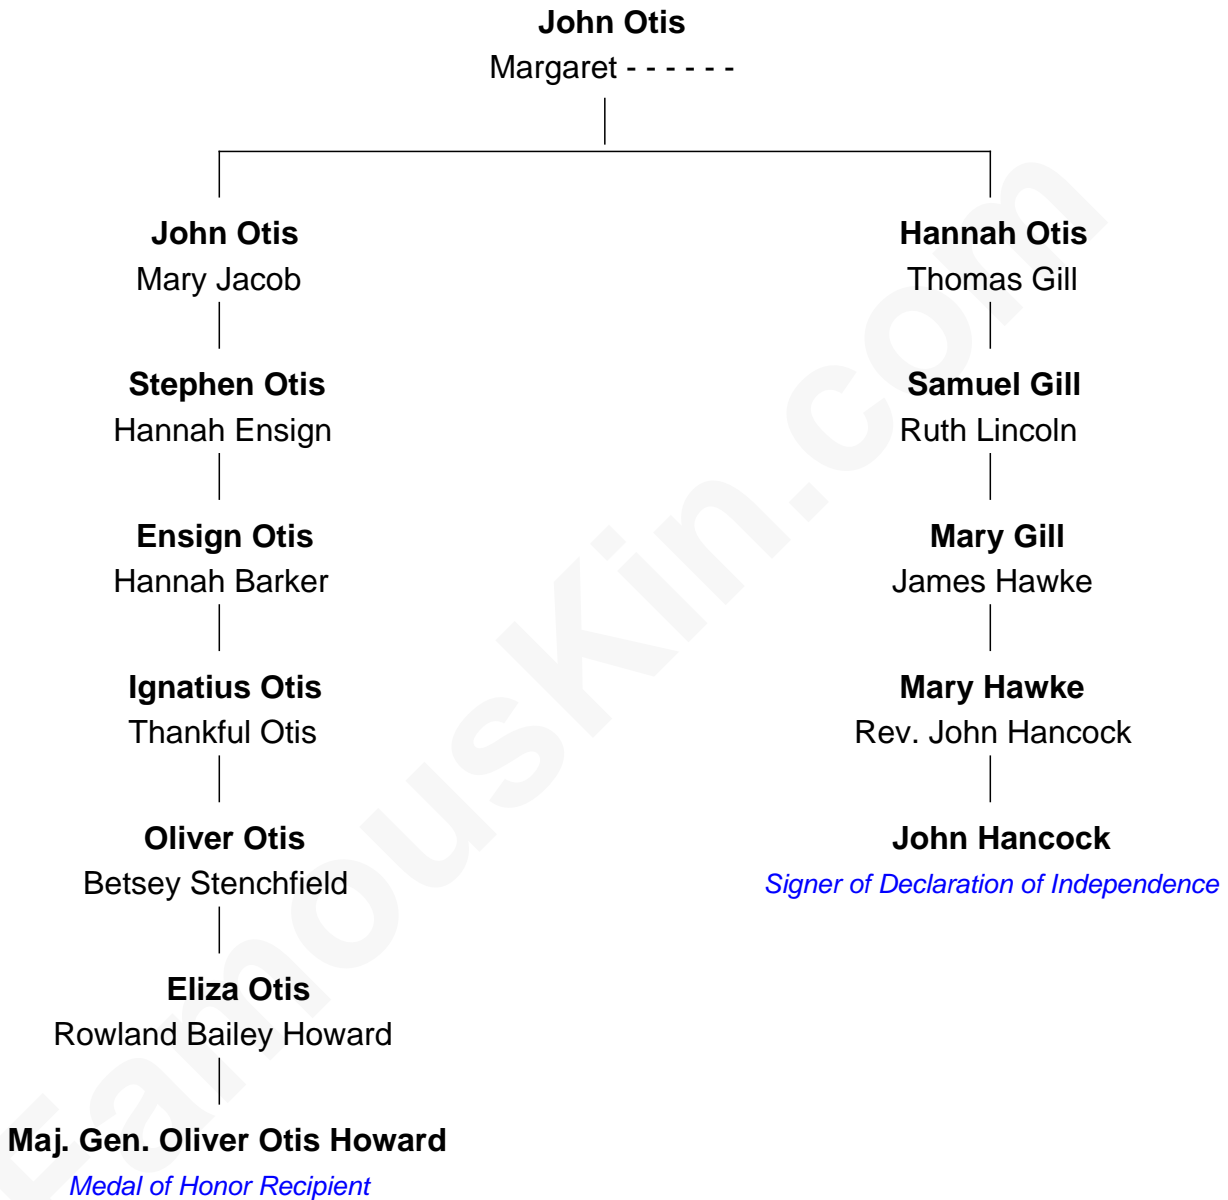 John Otis
Margaret - - - - - -
John Otis
Mary Jacob
Stephen Otis
Hannah Ensign
Ensign Otis
Hannah Barker
Ignatius Otis
Thankful Otis
Oliver Otis
Betsey Stenchfield
Eliza Otis
Rowland Bailey Howard
Maj. Gen. Oliver Otis Howard
Medal of Honor Recipient
Hannah Otis
Thomas Gill
Samuel Gill
Ruth Lincoln
Mary Gill
James Hawke
Mary Hawke
Rev. John Hancock
John Hancock
Signer of Declaration of Independence
FamousKin.com